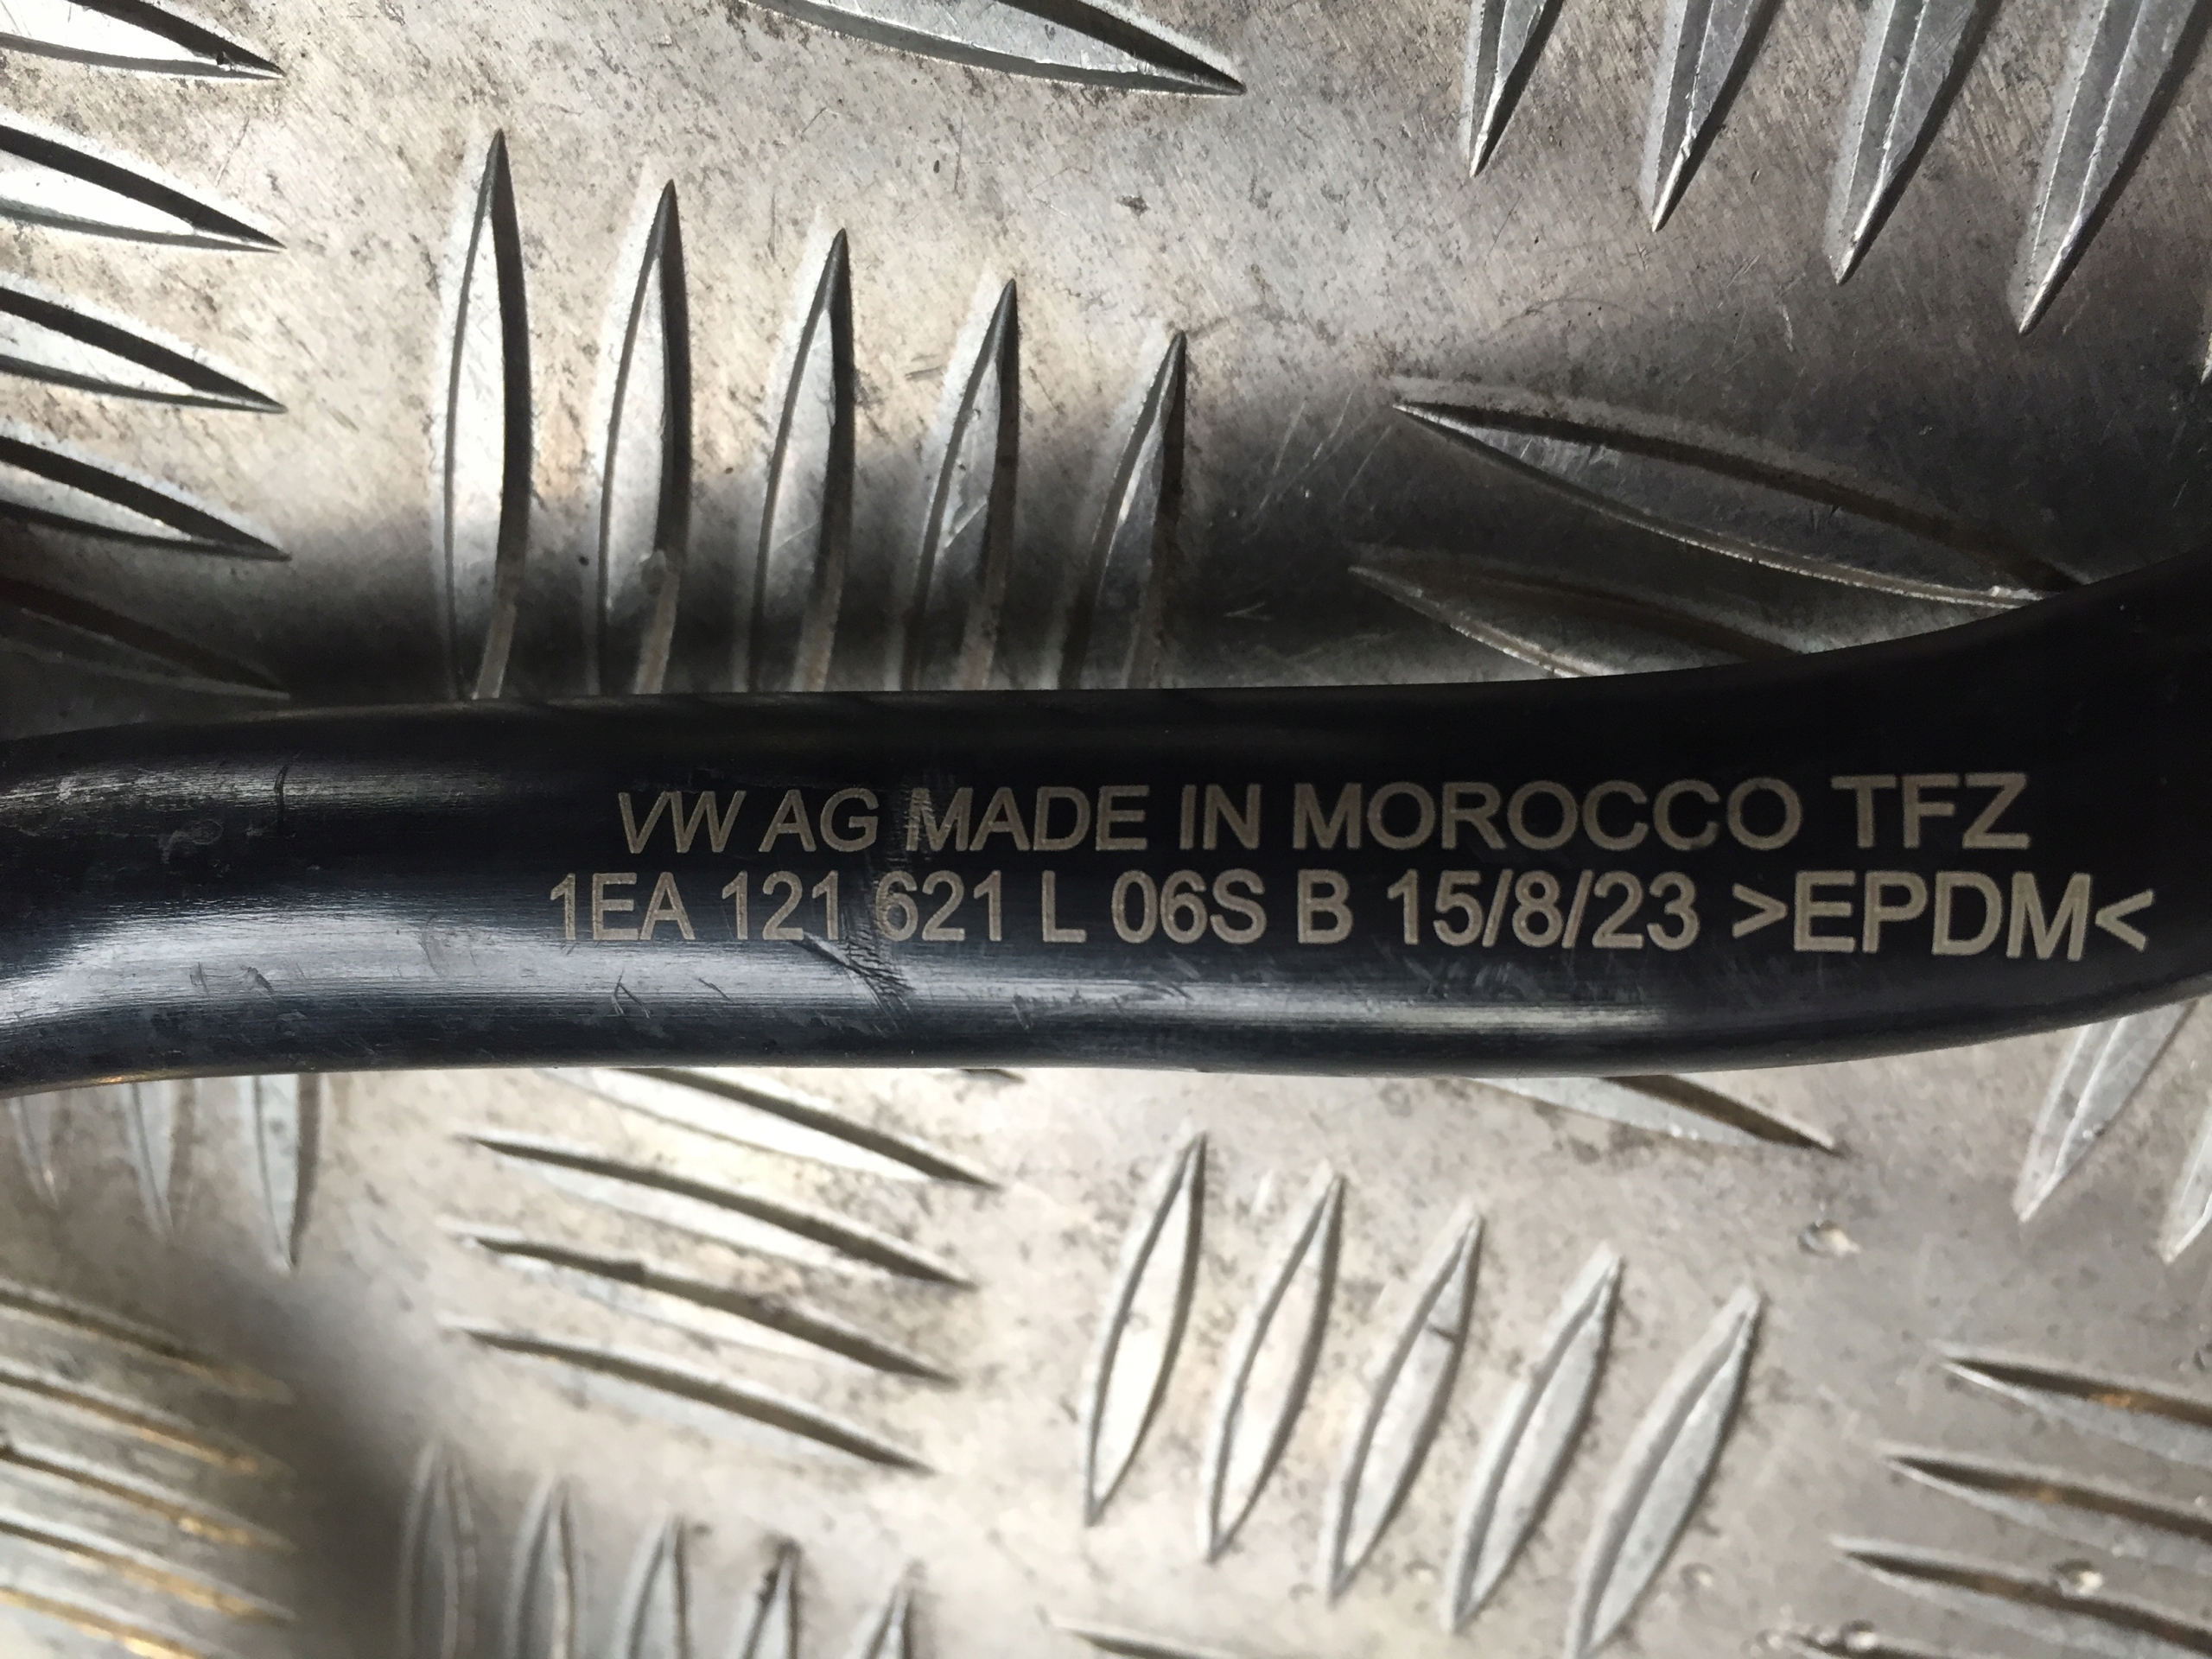 VW AG MADE IN MOROCCO TFZ
1EA 121 621 L 06S B 15/8/23 >EPDM<